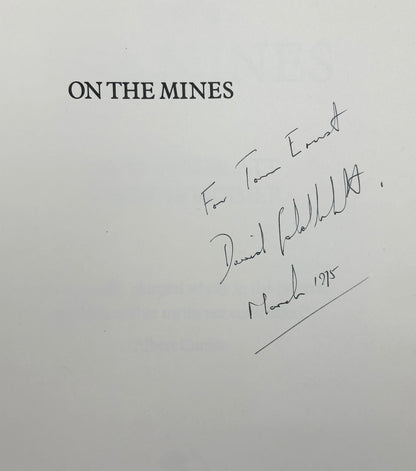 ON THE MINES
For Tom Ernst
David Goldblatt.
March 1975